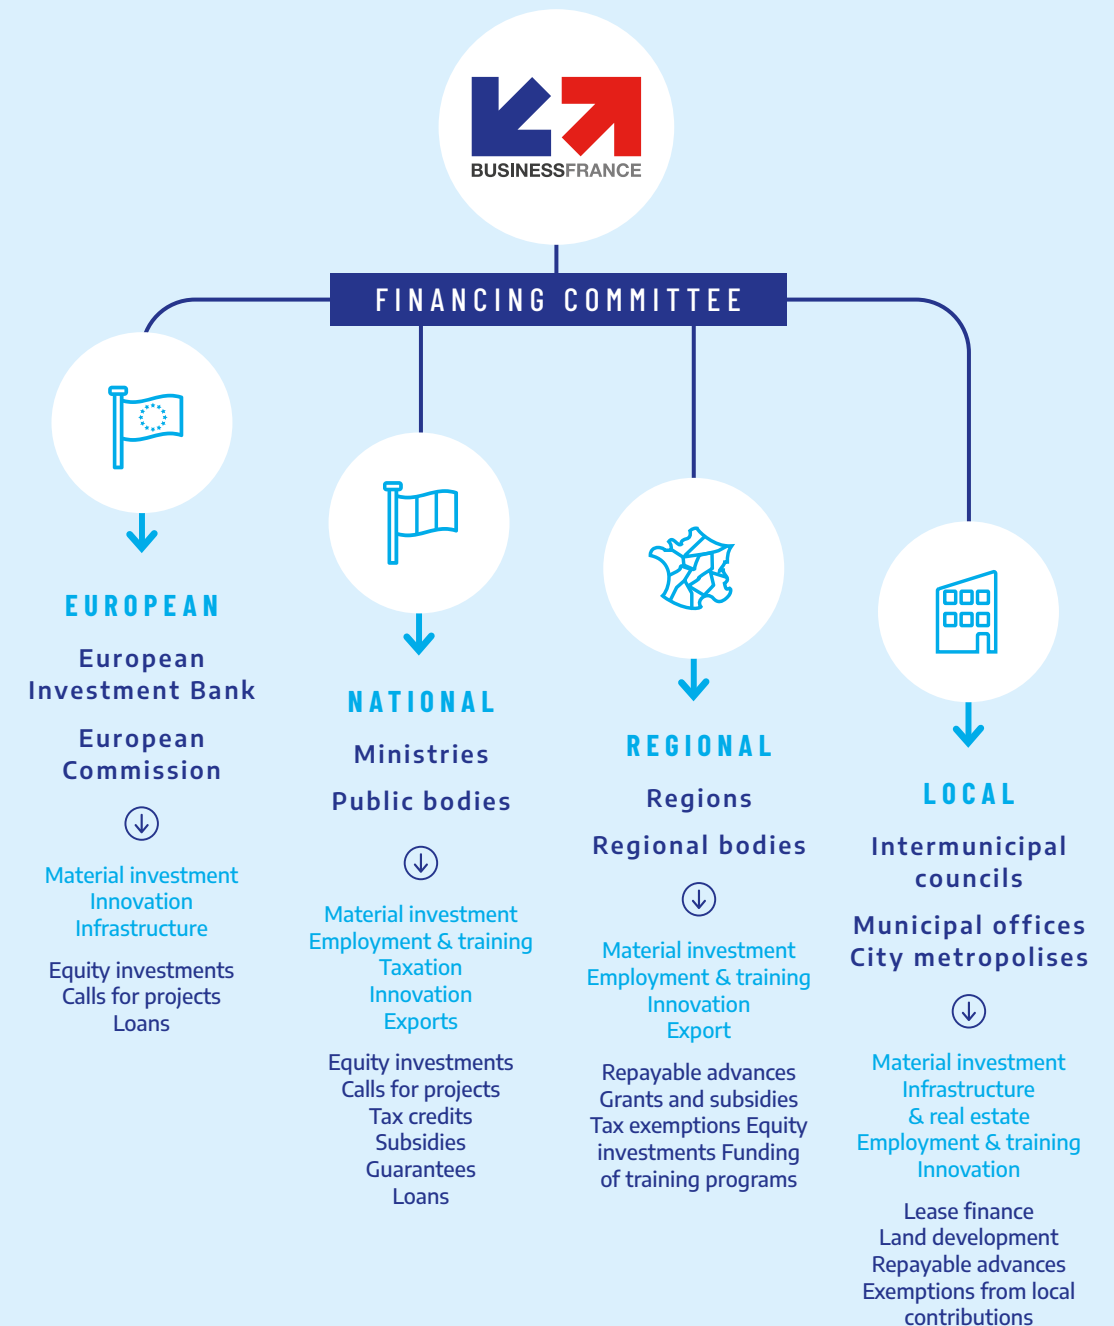 BUSINESSFRANCE
FINANCING COMMITTEE
EUROPEAN
European
Investment Bank
European
Commission
Material investment
Innovation
Infrastructure
Equity investments
Calls for projects
Loans
NATIONAL
Ministries
Public bodies
Material investment
Employment & training
Taxation
Innovation
Exports
Equity investments
Calls for projects
Tax credits
Subsidies
Guarantees
Loans
REGIONAL
Regions
Regional bodies
Material investment
Employment & training
Innovation
Export
Repayable advances
Grants and subsidies
Tax exemptions Equity
investments Funding
of training programs
LOCAL
Intermunicipal
councils
Municipal offices
City metropolises
Material investment
Infrastructure
& real estate
Employment & training
Innovation
Lease finance
Land development
Repayable advances
Exemptions from local
contributions